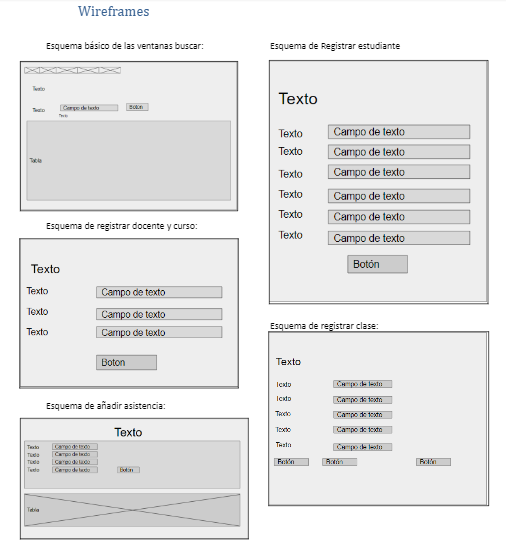 Wireframes
Esquema básico de las ventanas buscar:
Texto
Texto Campo de texto Botón
Texto
Tabla
Esquema de registrar docente y curso:
Texto
Texto Campo de texto
Texto Campo de texto
Texto Campo de texto
Boton
Esquema de añadir asistencia:
Texto
Texto Campo de texto
Texto Campo de texto
Texto Campo de texto
Texto Campo de texto Botón
Tabla
Esquema de Registrar estudiante
Texto
Texto Campo de texto
Texto Campo de texto
Texto Campo de texto
Texto Campo de texto
Texto Campo de texto
Texto Campo de texto
Botón
Esquema de registrar clase:
Texto
Texto Campo de texto
Texto Campo de texto
Texto Campo de texto
Texto Campo de texto
Texto Campo de texto
Botón Botón Botón